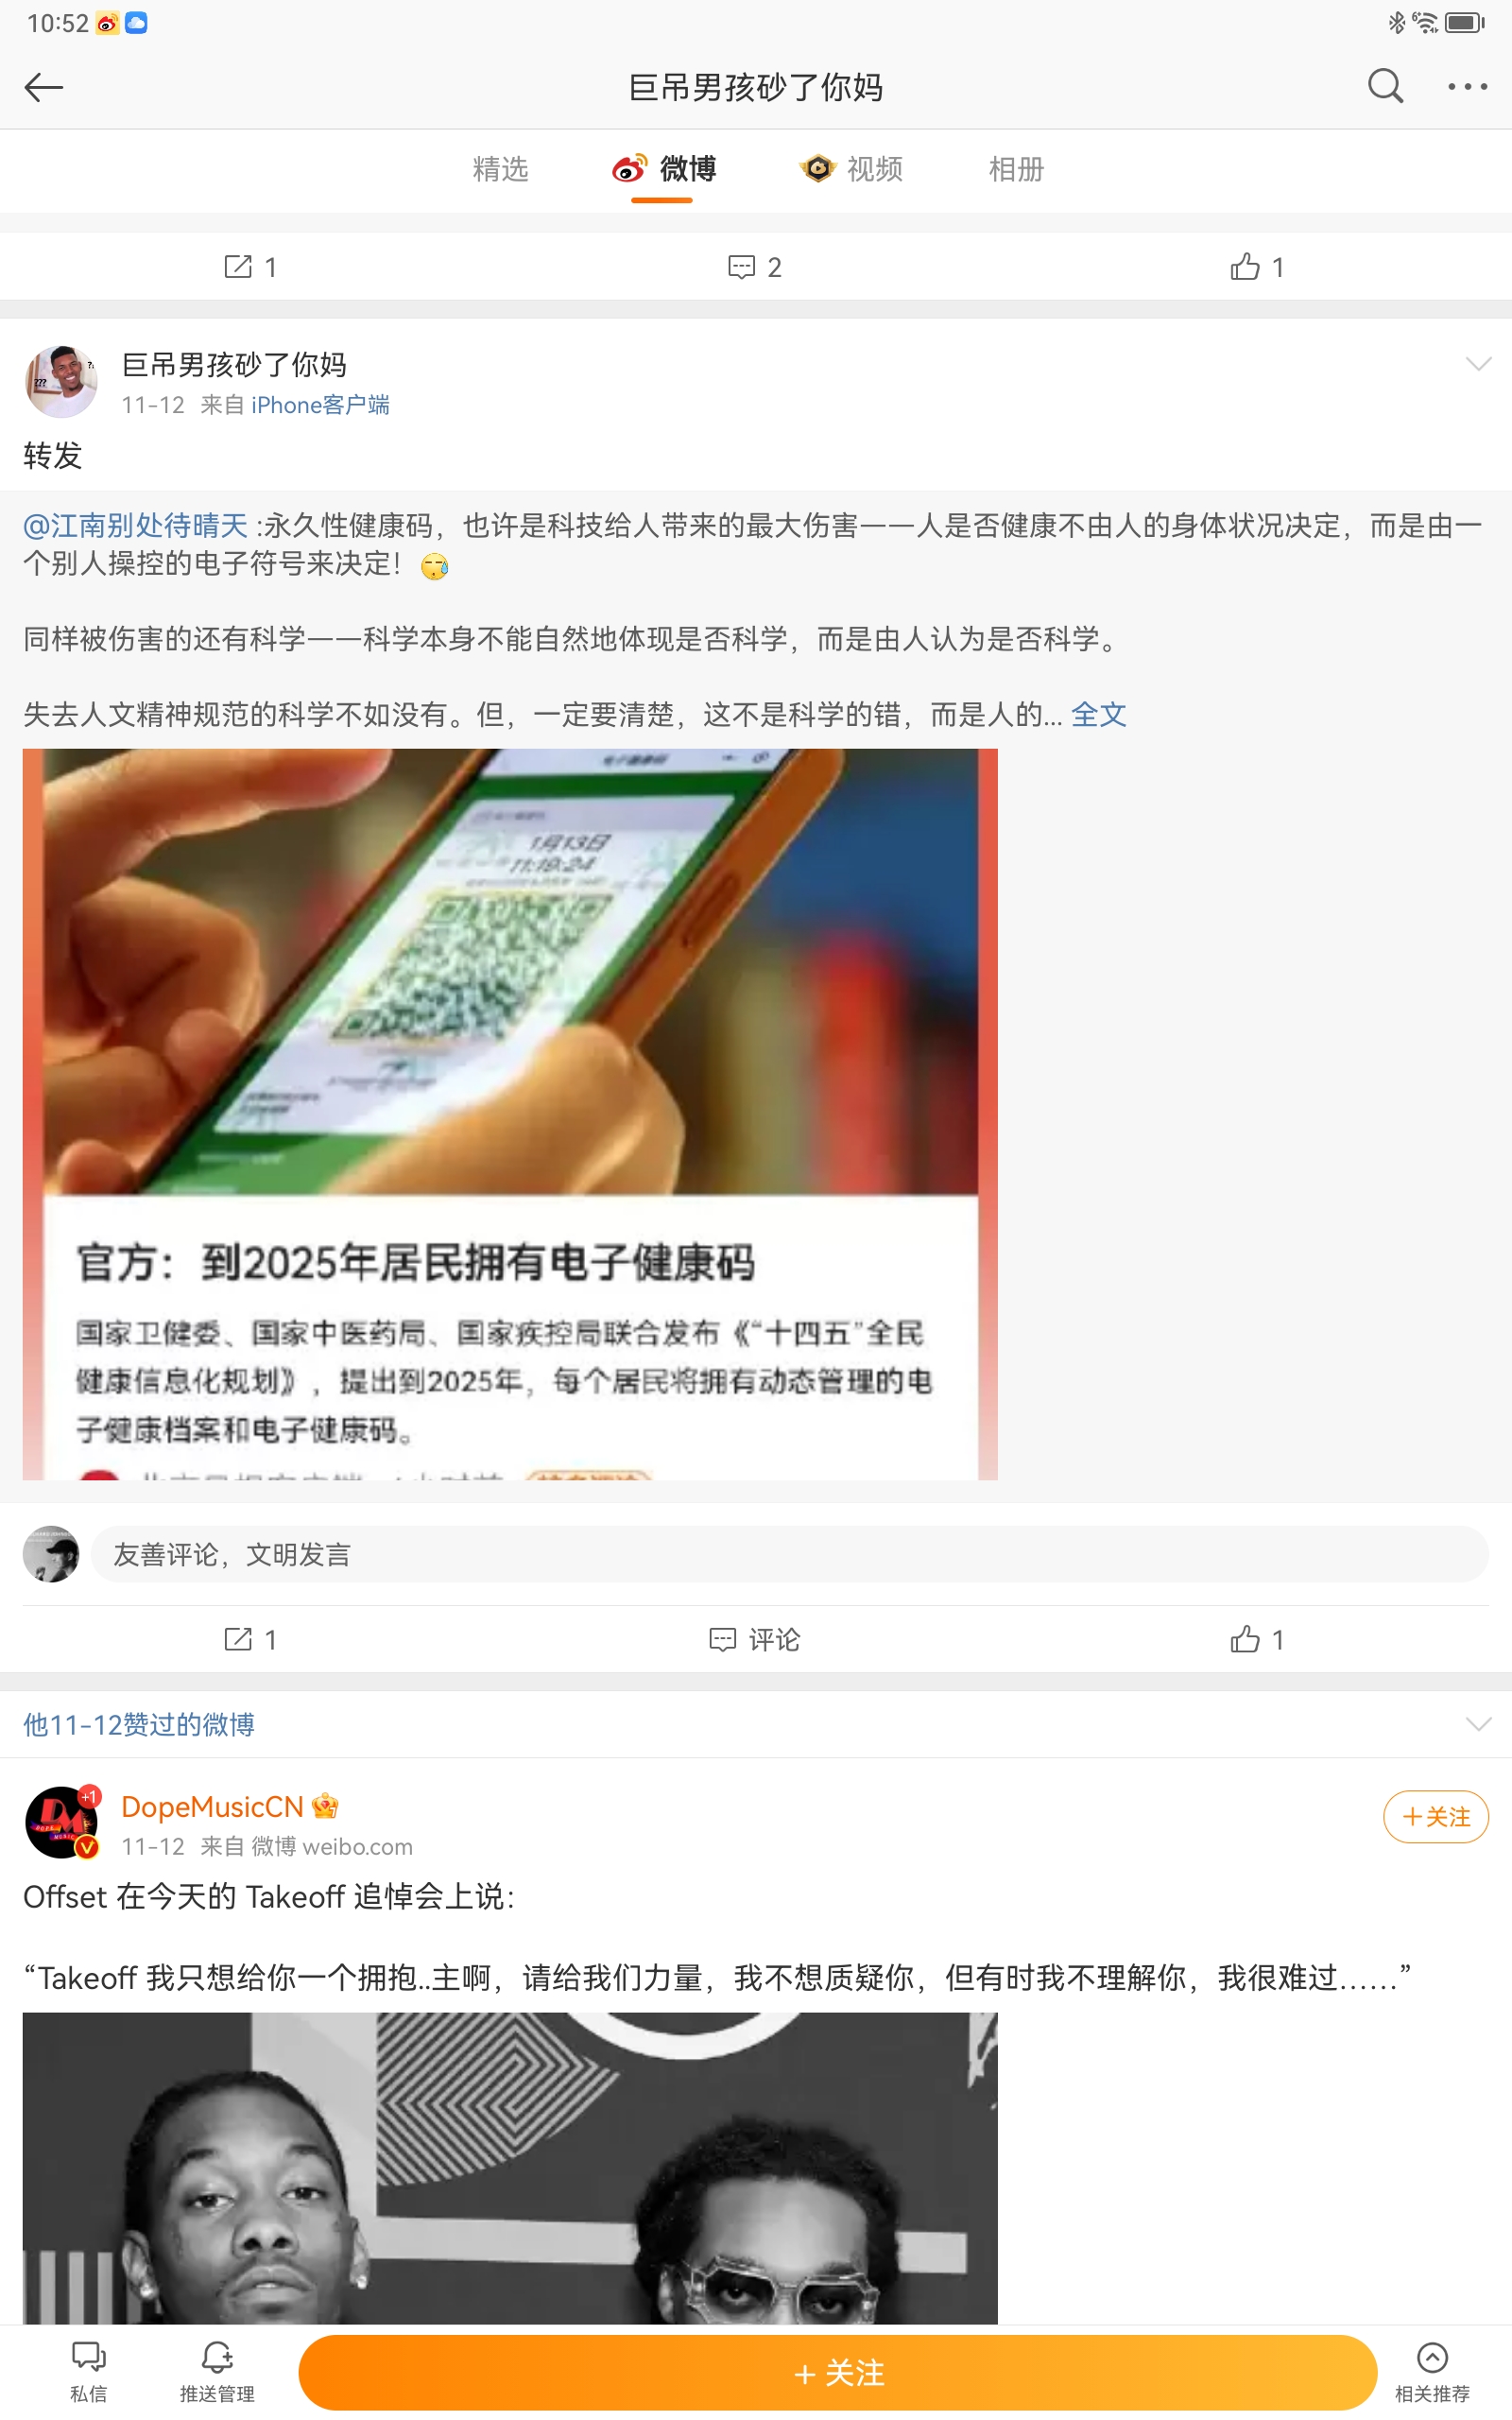 10:52
巨吊男孩砂了你妈
精选 微博 视频 相册
1 2 1
巨吊男孩砂了你妈
11-12 来自 iPhone客户端
转发
@江南别处待晴天 :永久性健康码，也许是科技给人带来的最大伤害一一人是否健康不由人的身体状况决定，而是由一
个别人操控的电子符号来决定！
同样被伤害的还有科学一一科学本身不能自然地体现是否科学，而是由人认为是否科学。
失去人文精神规范的科学不如没有。但，一定要清楚，这不是科学的错，而是人的... 全文
1月13日
11:19:24
官方：到2025年居民拥有电子健康码
国家卫健委、国家中医药局、国家疾控局联合发布《“十四五”全民
健康信息化规划》，提出到2025年，每个居民将拥有动态管理的电
子健康档案和电子健康码。
友善评论，文明发言
1 评论 1
他11-12赞过的微博
+1
DopeMusicCN
11-12 来自 微博 weibo.com
+关注
Offset 在今天的 Takeoff 追悼会上说：
“Takeoff 我只想给你一个拥抱..主啊，请给我们力量，我不想质疑你，但有时我不理解你，我很难过……”
私信 推送管理 +关注 相关推荐